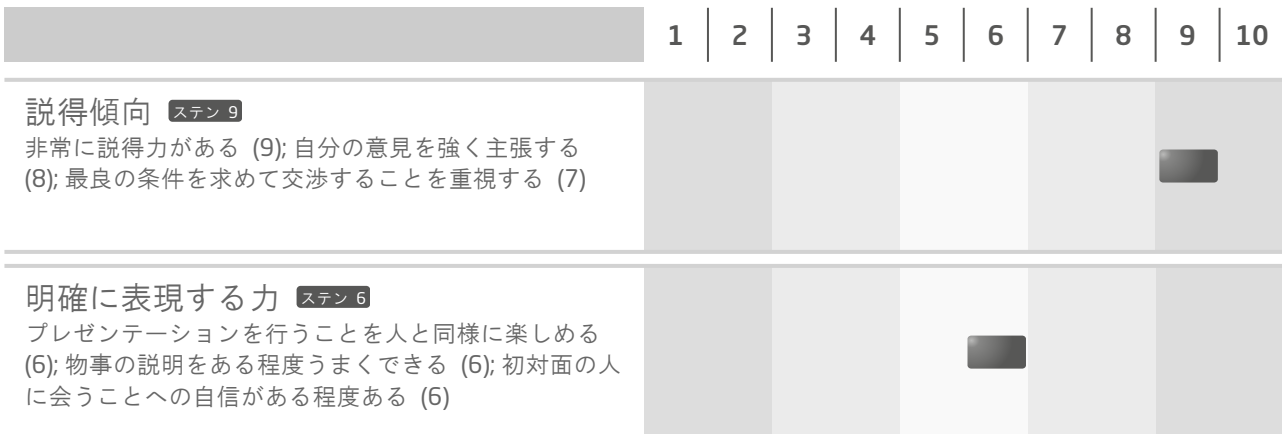 1 2 3 4 5 6 7 8 9 10
説得傾向 ステン 9
非常に説得力がある (9); 自分の意見を強く主張する
(8); 最良の条件を求めて交渉することを重視する (7)
明確に表現する力 ステン 6
プレゼンテーションを行うことを人と同様に楽しめる
(6); 物事の説明をある程度うまくできる (6); 初対面の人
に会うことへの自信がある程度ある (6)